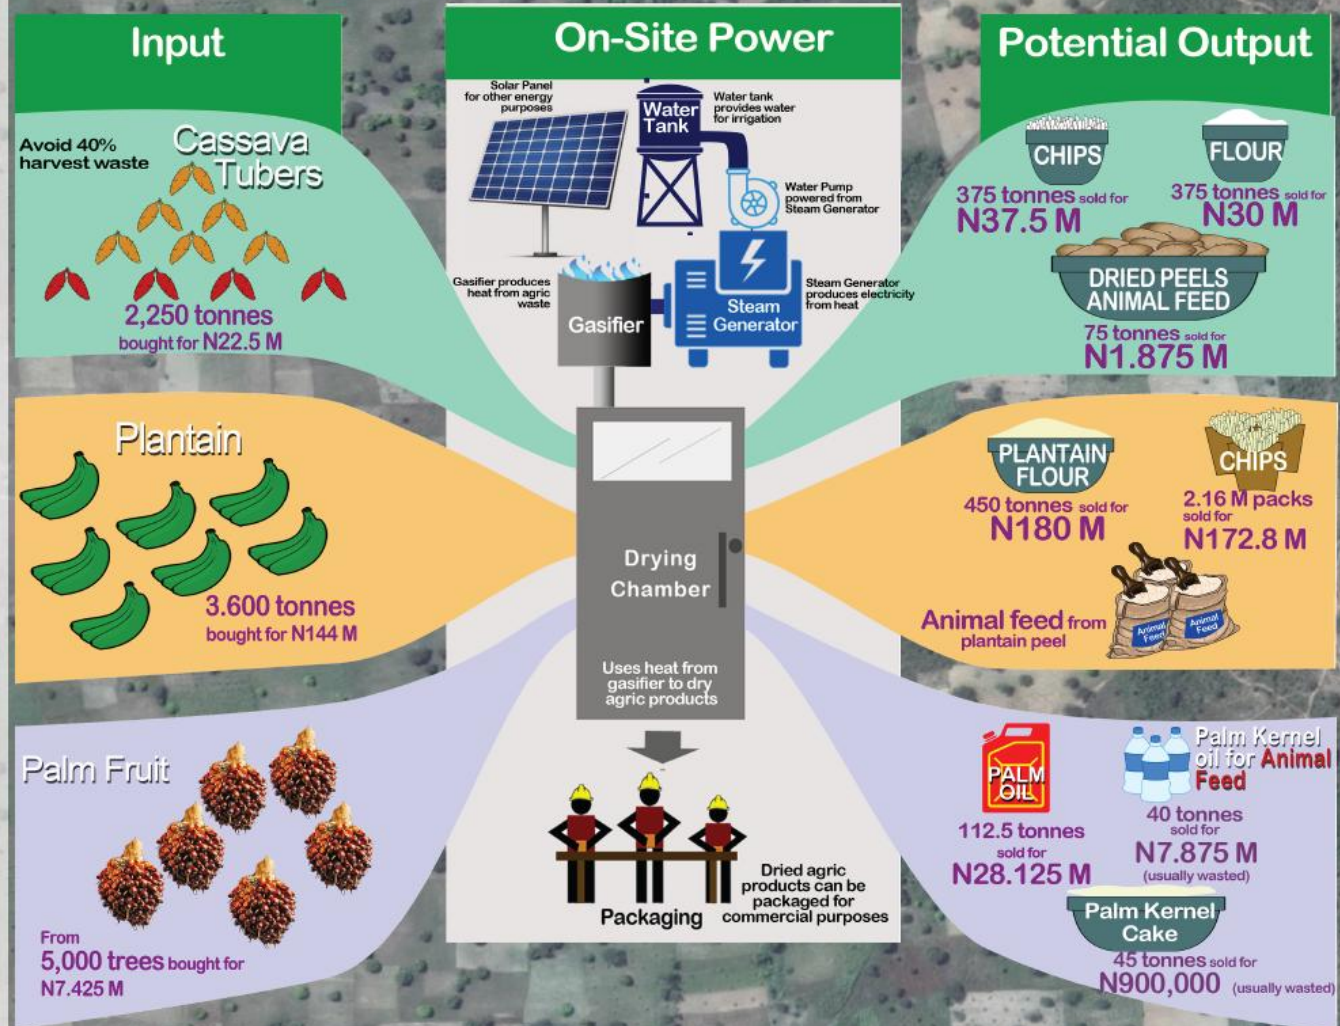 Input
Avoid 40%
harvest waste
Cassava
Tubers
2,250 tonnes
bought for N22.5 M
Plantain
3.600 tonnes
bought for N144 M
Palm Fruit
From
5,000 trees bought for
N7.425 M
On-Site Power
Solar Panel
for other energy
purposes
Water
Tank
Water tank
provides water
for irrigation
Water Pump
powered from
Steam Generator
Gasifier produces
heat from agric
waste
Gasifier
Steam
Generator
Steam Generator
produces electricity
from heat
Drying
Chamber
Uses heat from
gasifier to dry
agric products
Packaging
Dried agric
products can be
packaged for
commercial purposes
Potential Output
CHIPS
375 tonnes sold for
N37.5 M
FLOUR
375 tonnes sold for
N30 M
DRIED PEELS
ANIMAL FEED
75 tonnes sold for
N1.875 M
PLANTAIN
FLOUR
450 tonnes sold for
N180 M
CHIPS
2.16 M packs
sold for
N172.8 M
Animal feed from
plantain peel
Animal
Feed
Animal
Feed
PALM
OIL
112.5 tonnes
sold for
N28.125 M
Palm Kernel
oil for Animal
Feed
40 tonnes
sold for
N7.875 M
(usually wasted)
Palm Kernel
Cake
45 tonnes sold for
N900,000 (usually wasted)